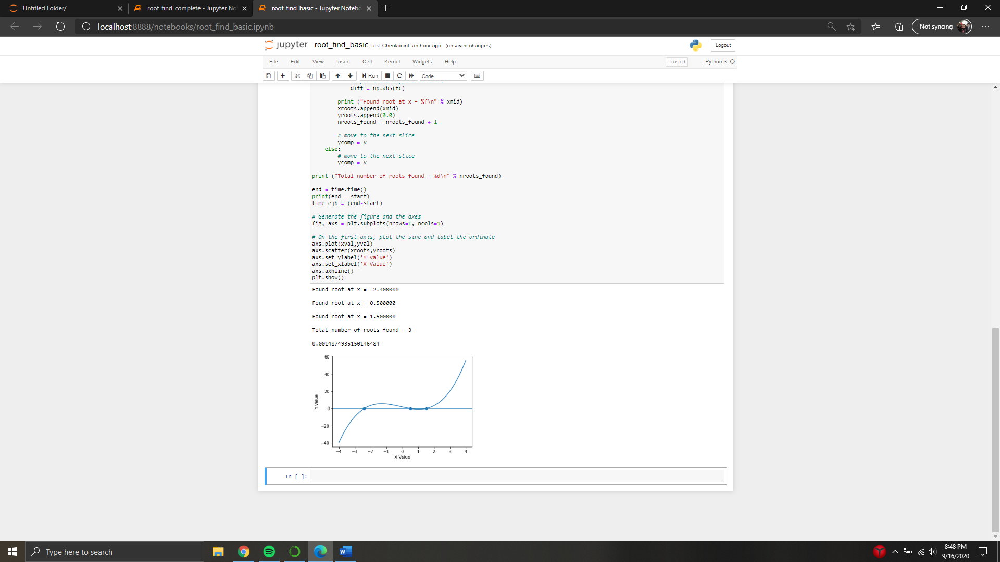 Untitled Folder/
root_find_complete - Jupyter No
root_find_basic - Jupyter Notebo
localhost:8888/notebooks/root_find_basic.ipynb
Not syncing
jupyter root_find_basic Last Checkpoint: an hour ago (unsaved changes)
Logout
File Edit View Insert Cell Kernel Widgets Help
Trusted
Python 3
Run
Code
diff = np.abs(fc)
print ("Found root at x = %f\n" % xmid)
xroots.append(xmid)
yroots.append(0.0)
nroots_found = nroots_found + 1
# move to the next slice
ycomp = y
else:
# move to the next slice
ycomp = y
print ("Total number of roots found = %d\n" % nroots_found)
end = time.time()
print(end - start)
time_ejb = (end-start)
# Generate the figure and the axes
fig, axs = plt.subplots(nrows=1, ncols=1)
# On the first axis, plot the sine and label the ordinate
axs.plot(xval,yval)
axs.scatter(xroots,yroots)
axs.set_ylabel('Y Value')
axs.set_xlabel('X Value')
axs.axhline()
plt.show()
Found root at x = -2.400000
Found root at x = 0.500000
Found root at x = 1.500000
Total number of roots found = 3
0.0014874935150146484
60
40
20
0
−20
−40
Y Value
−4 −3 −2 −1 0 1 2 3 4
X Value
In [ ]:
Type here to search
8:48 PM
9/16/2020